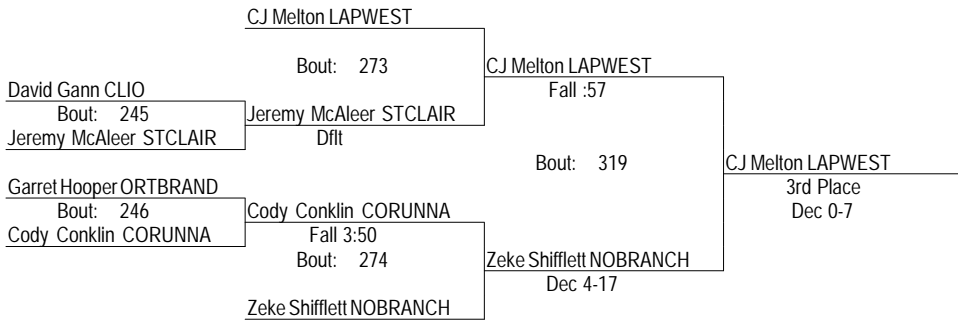 CJ Melton LAPWEST
Bout: 273
CJ Melton LAPWEST
Fall :57
David Gann CLIO
Bout: 245
Jeremy McAleer STCLAIR
Jeremy McAleer STCLAIR
Dflt
Bout: 319
CJ Melton LAPWEST
3rd Place
Dec 0-7
Garret Hooper ORTBRAND
Bout: 246
Cody Conklin CORUNNA
Cody Conklin CORUNNA
Fall 3:50
Bout: 274
Zeke Shifflett NOBRANCH
Dec 4-17
Zeke Shifflett NOBRANCH